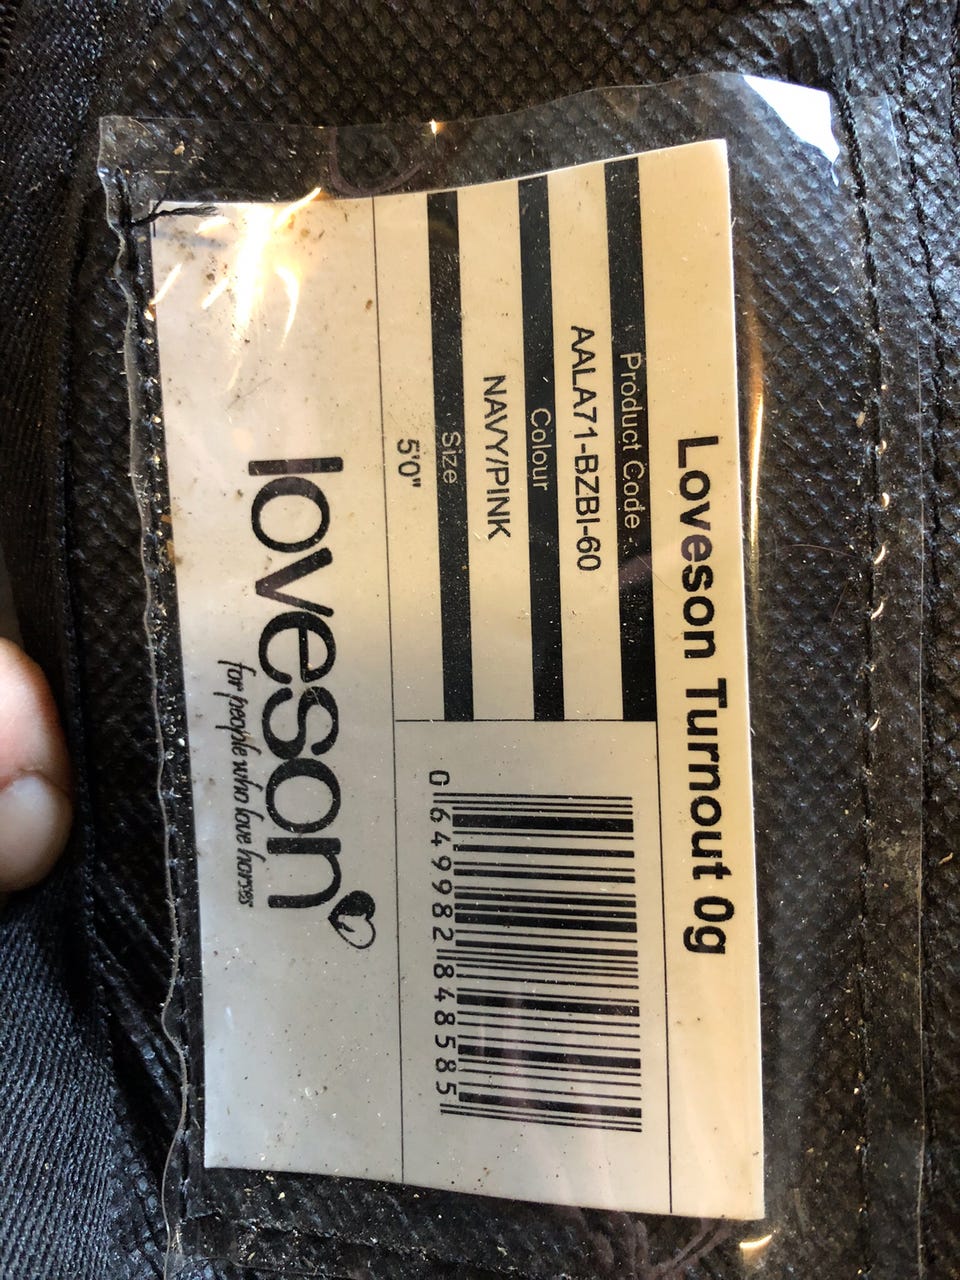 Loveson Turnout 0g
Product Code -
AALA71-BZBI-60
Colour
NAVY/PINK
Size
5'0"
0 649982 848585
loveson
for people who love horses